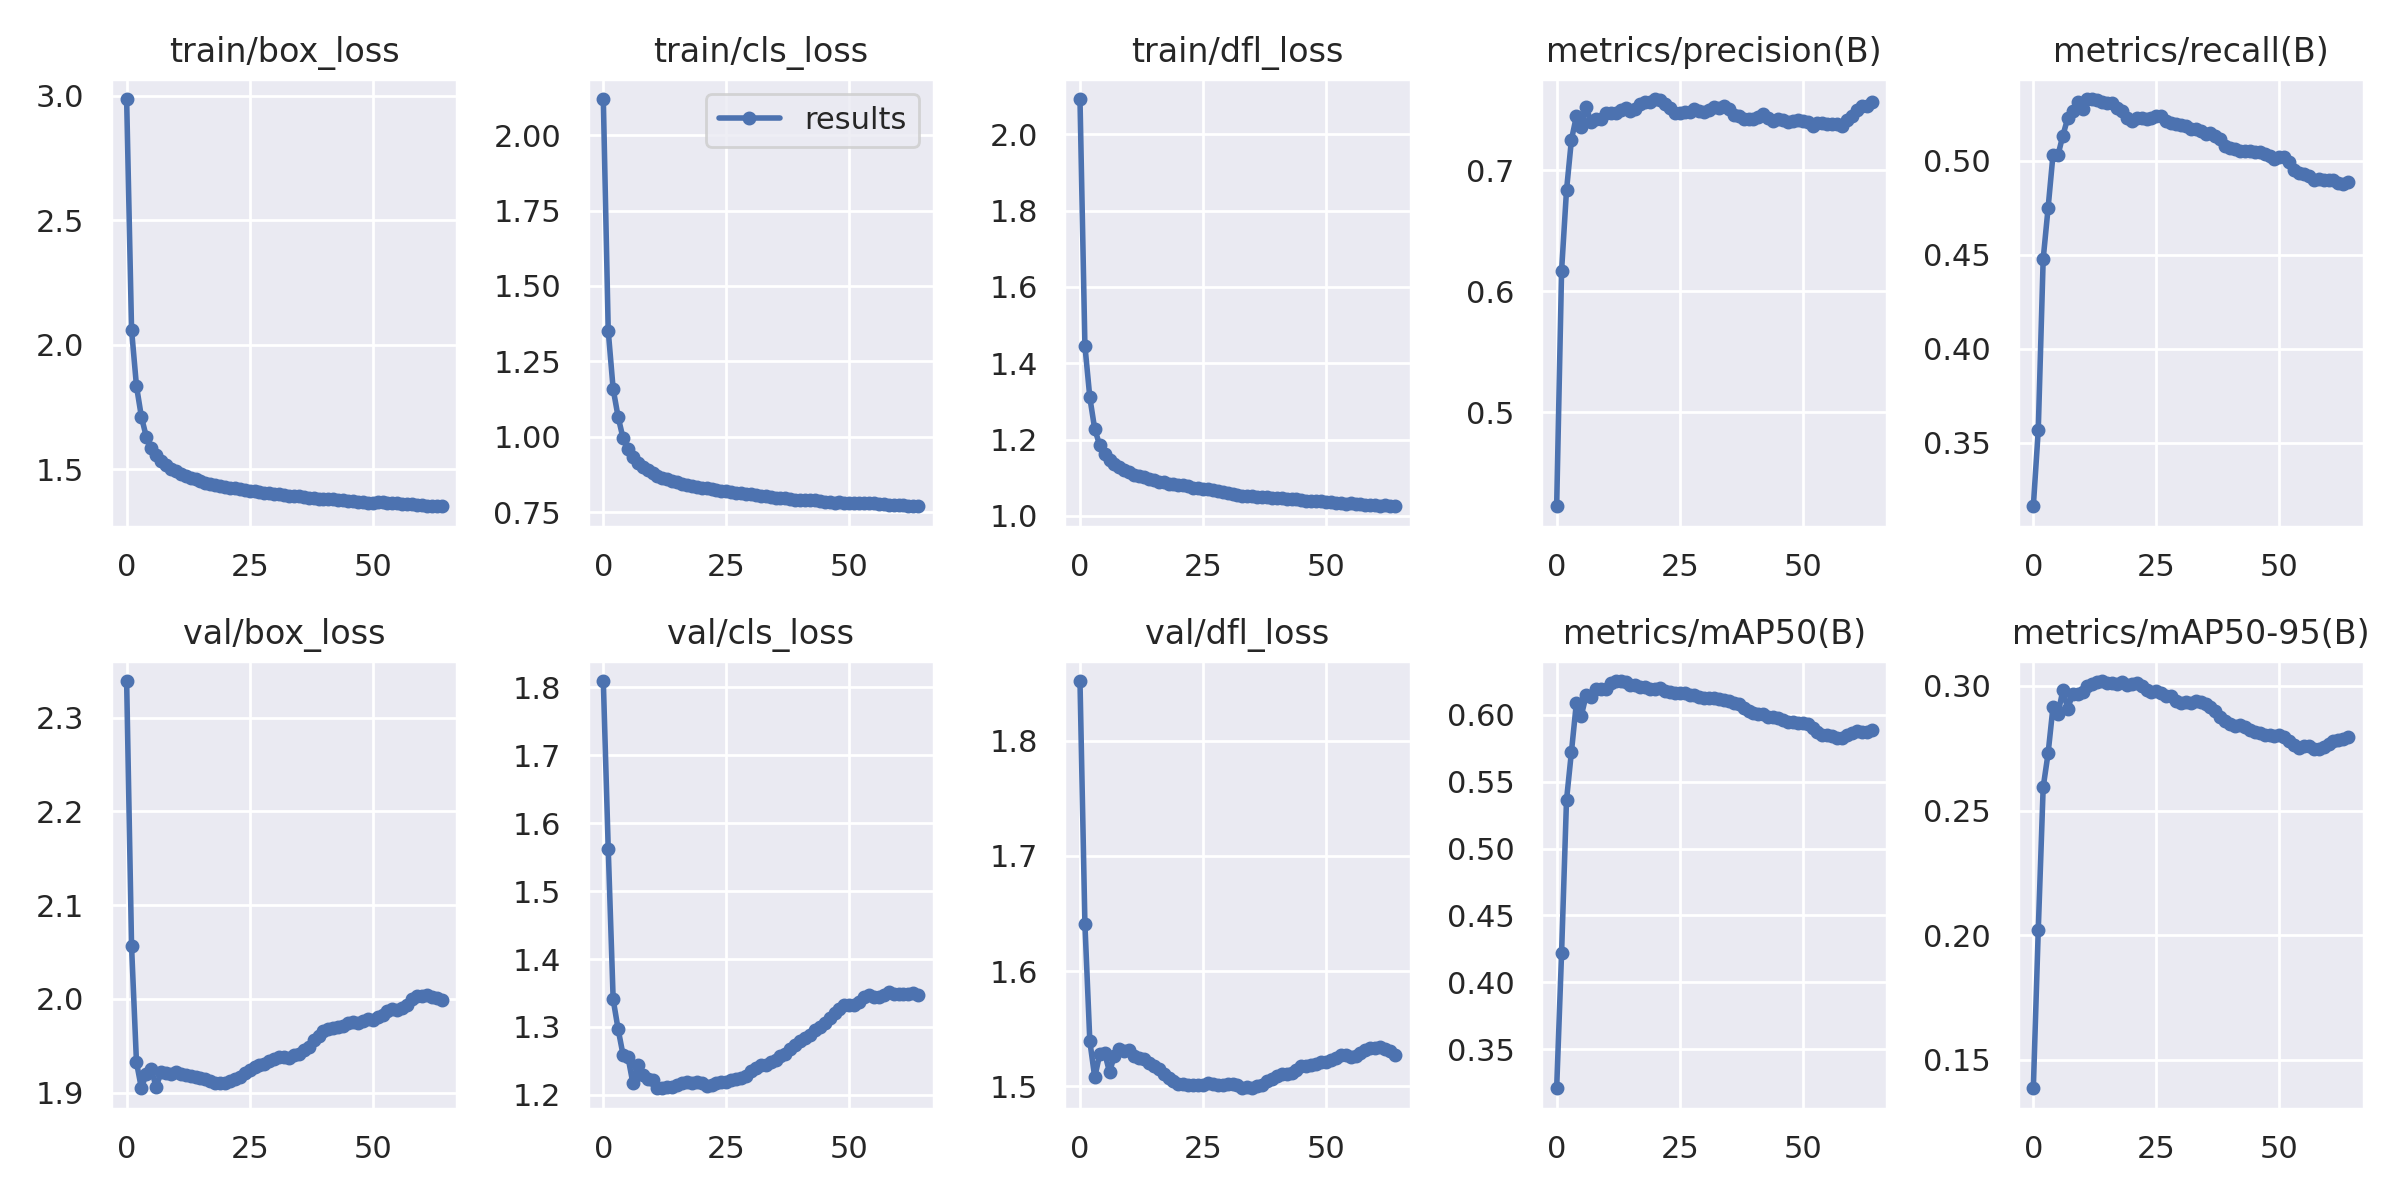 train/box_loss
3.0
2.5
2.0
1.5
0 25 50
train/cls_loss
results
2.00
1.75
1.50
1.25
1.00
0.75
0 25 50
train/dfl_loss
2.0
1.8
1.6
1.4
1.2
1.0
0 25 50
metrics/precision(B)
0.7
0.6
0.5
0 25 50
metrics/recall(B)
0.50
0.45
0.40
0.35
0 25 50
val/box_loss
2.3
2.2
2.1
2.0
1.9
0 25 50
val/cls_loss
1.8
1.7
1.6
1.5
1.4
1.3
1.2
0 25 50
val/dfl_loss
1.8
1.7
1.6
1.5
0 25 50
metrics/mAP50(B)
0.60
0.55
0.50
0.45
0.40
0.35
0 25 50
metrics/mAP50-95(B)
0.30
0.25
0.20
0.15
0 25 50